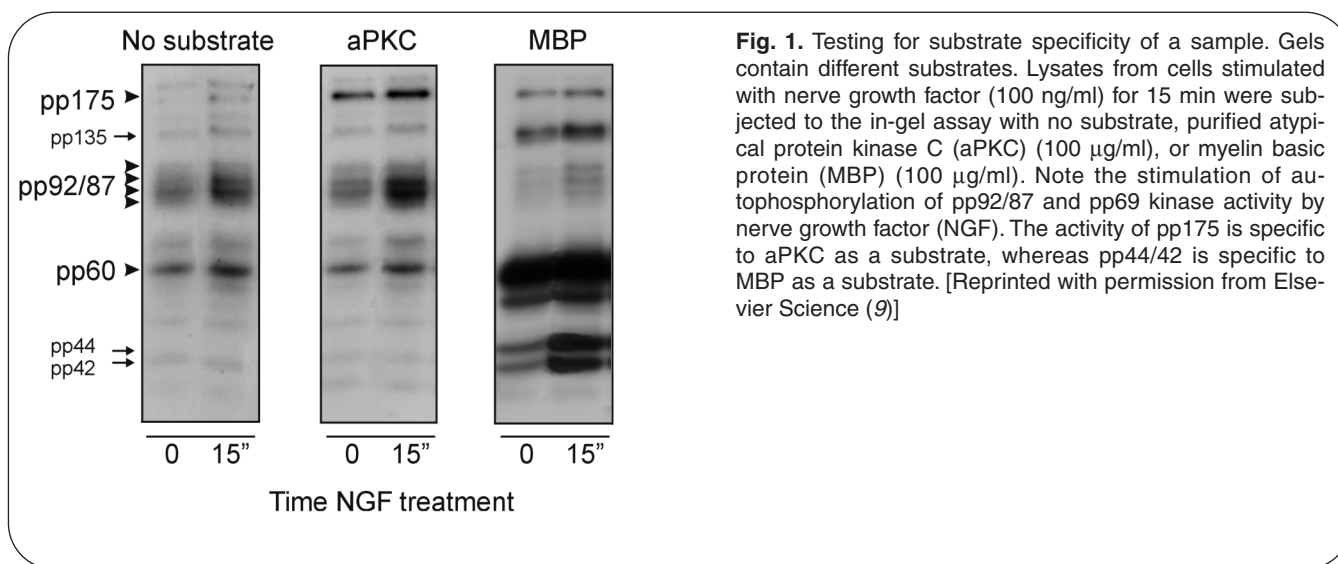 No substrate aPKC MBP
pp175
pp135
pp92/87
pp60
pp44
pp42
0 15” 0 15” 0 15”
Time NGF treatment
Fig. 1. Testing for substrate specificity of a sample. Gels
contain different substrates. Lysates from cells stimulated
with nerve growth factor (100 ng/ml) for 15 min were sub-
jected to the in-gel assay with no substrate, purified atypi-
cal protein kinase C (aPKC) (100 μg/ml), or myelin basic
protein (MBP) (100 μg/ml). Note the stimulation of au-
tophosphorylation of pp92/87 and pp69 kinase activity by
nerve growth factor (NGF). The activity of pp175 is specific
to aPKC as a substrate, whereas pp44/42 is specific to
MBP as a substrate. [Reprinted with permission from Else-
vier Science (9)]